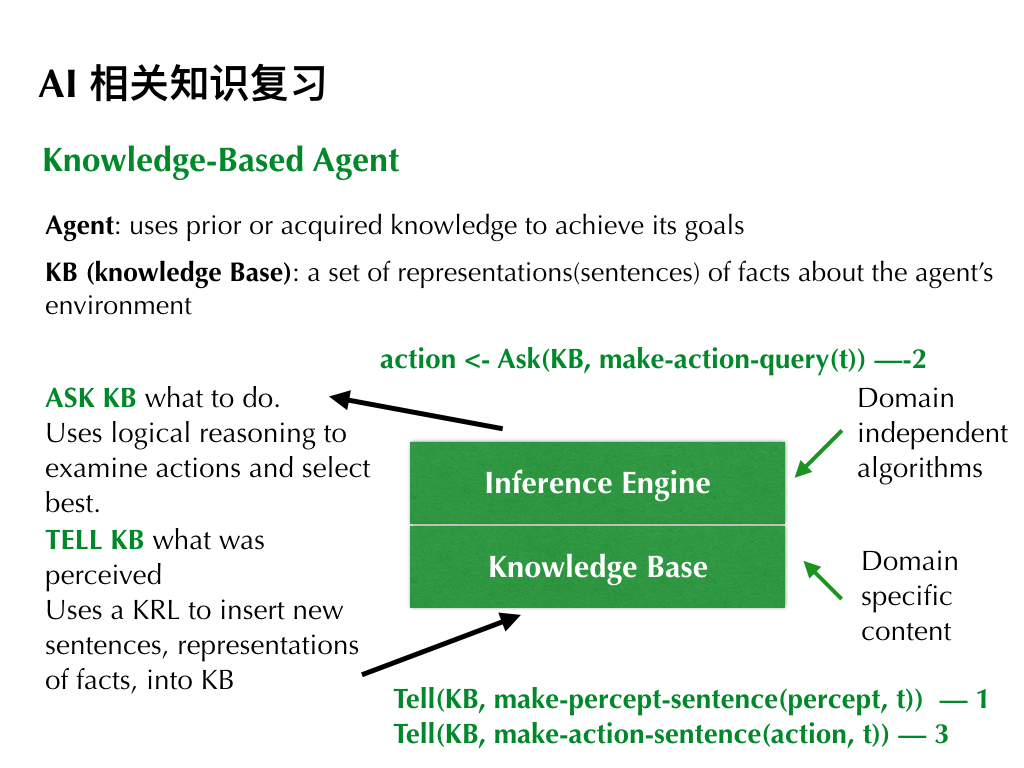 AI 相关知识复习
Knowledge-Based Agent
Agent: uses prior or acquired knowledge to achieve its goals
KB (knowledge Base): a set of representations(sentences) of facts about the agent’s
environment
action <- Ask(KB, make-action-query(t)) —-2
ASK KB what to do.
Uses logical reasoning to
examine actions and select
best.
TELL KB what was
perceived
Uses a KRL to insert new
sentences, representations
of facts, into KB
Inference Engine
Knowledge Base
Domain
independent
algorithms
Domain
specific
content
Tell(KB, make-percept-sentence(percept, t)) — 1
Tell(KB, make-action-sentence(action, t)) — 3